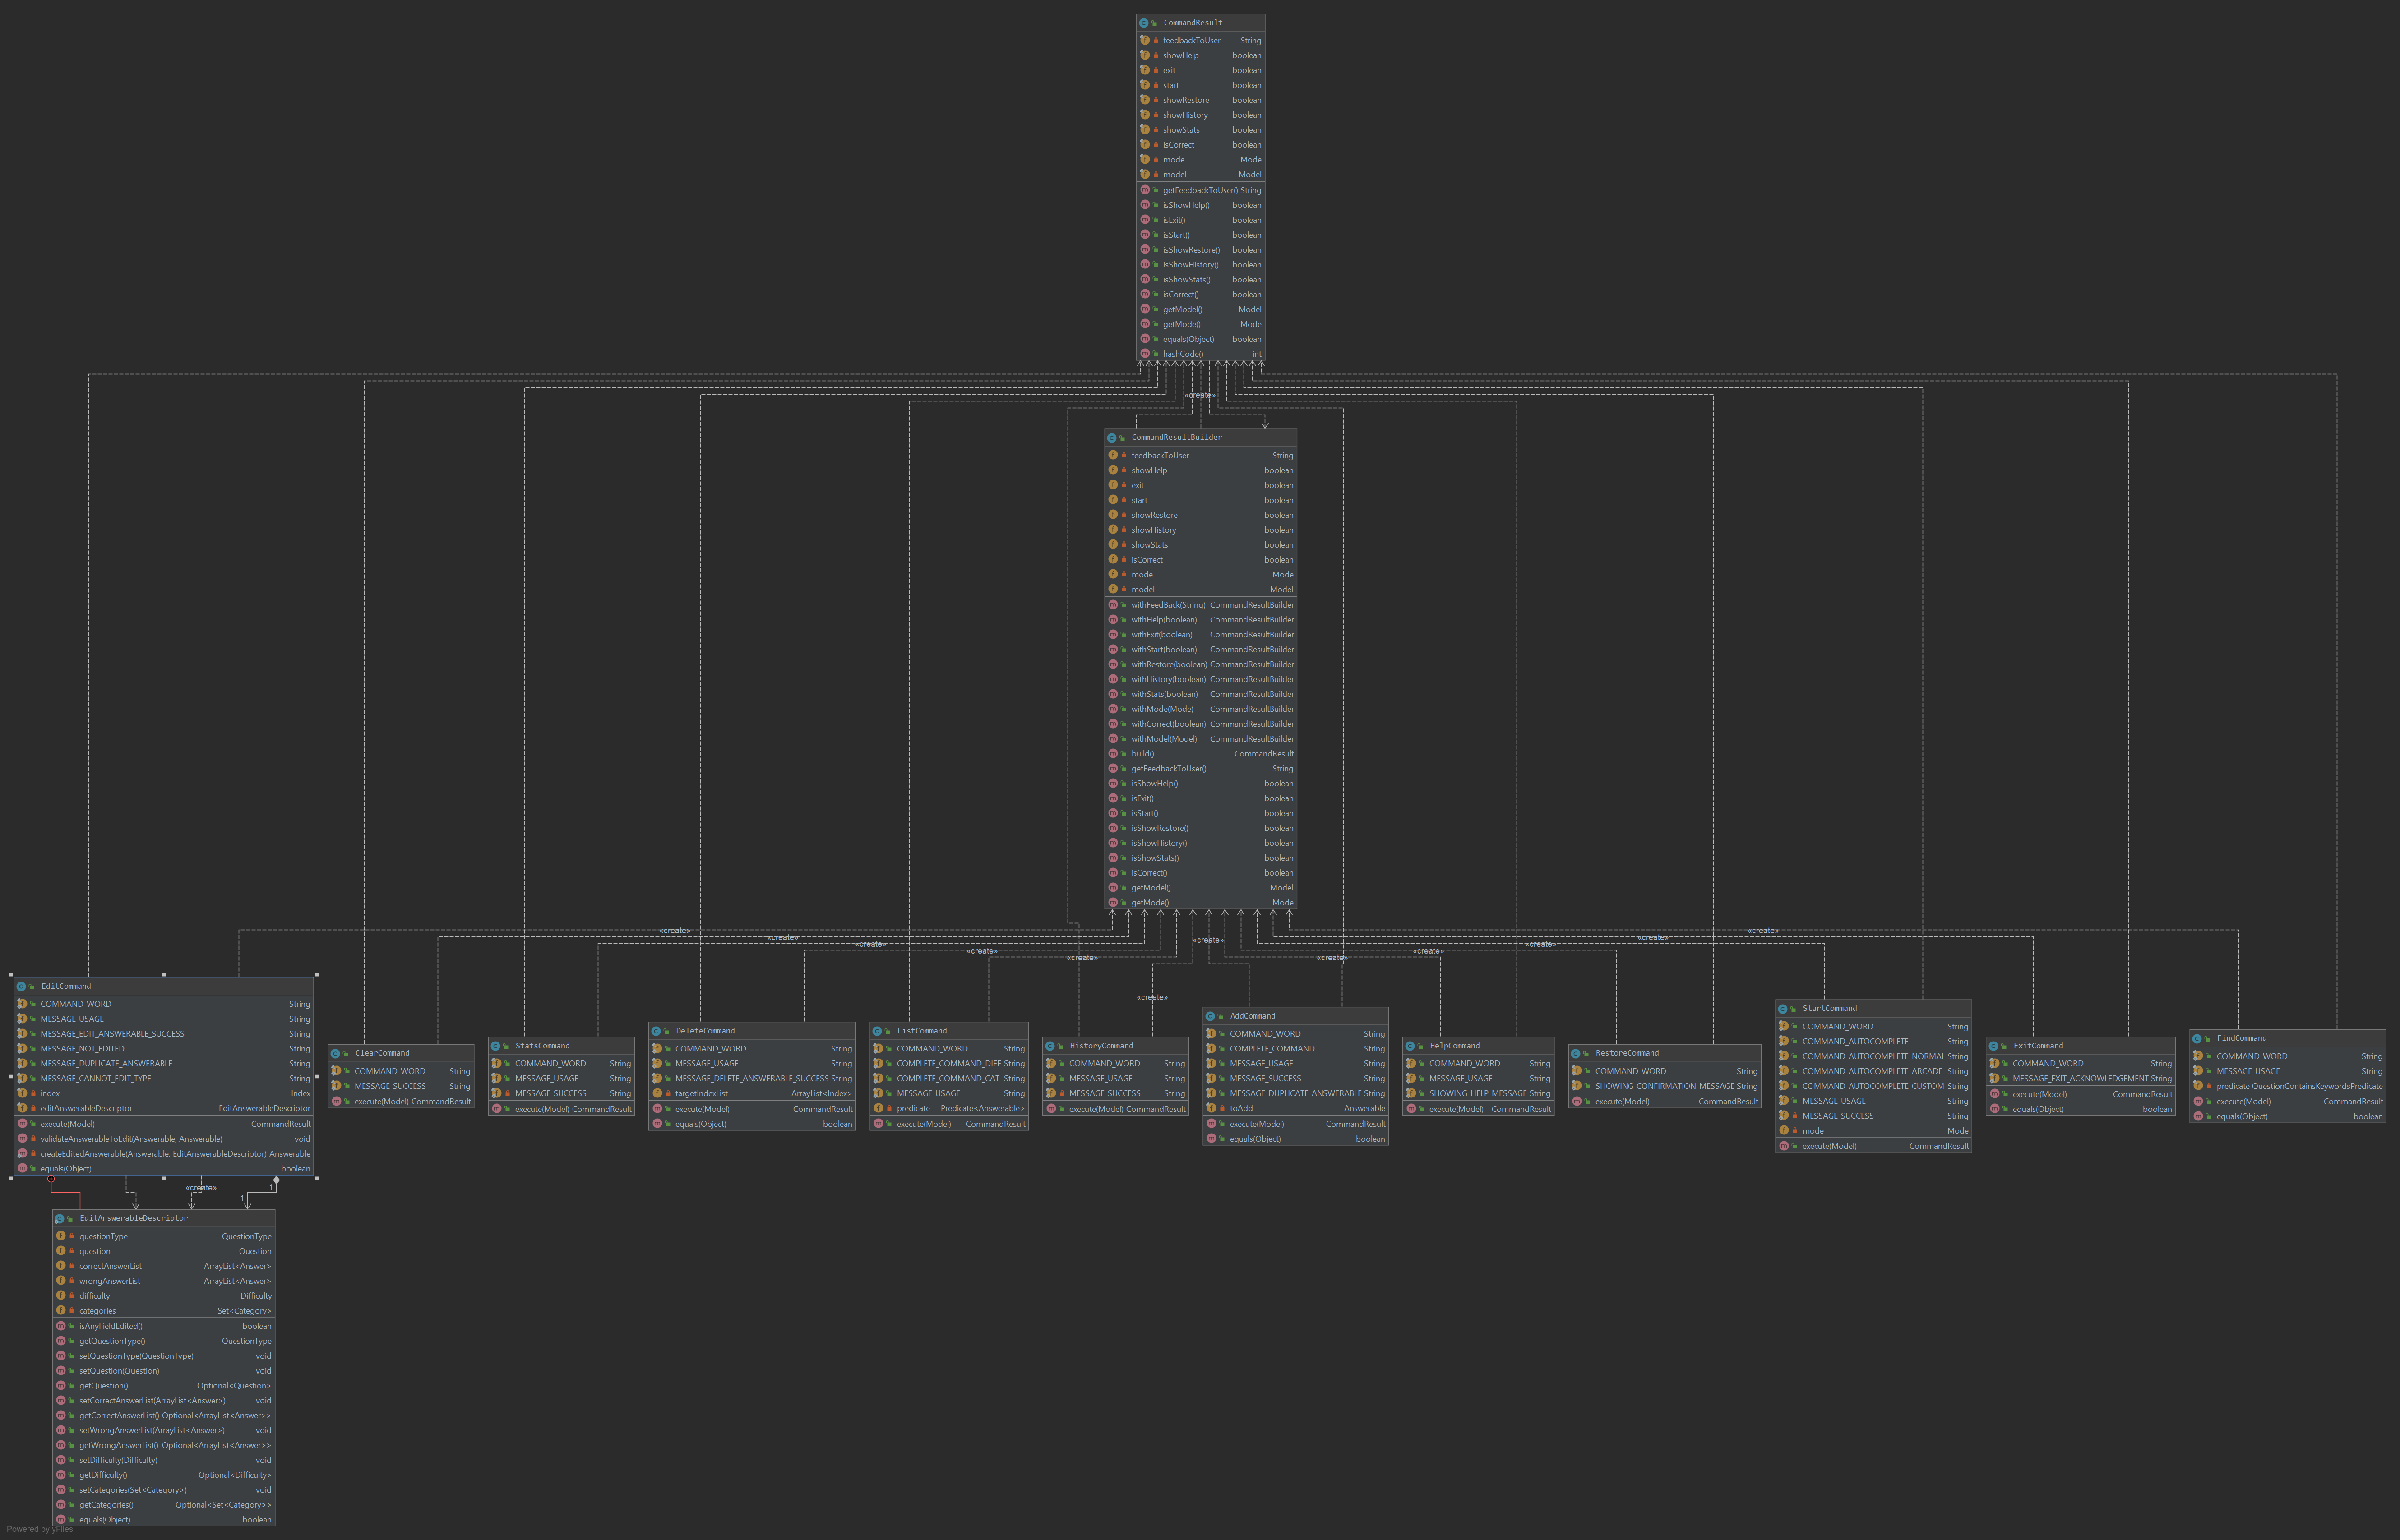 CommandResult
feedbackToUser String
showHelp boolean
exit boolean
start boolean
showRestore boolean
showHistory boolean
showStats boolean
isCorrect boolean
mode Mode
model Model
getFeedbackToUser() String
isShowHelp() boolean
isExit() boolean
isStart() boolean
isShowRestore() boolean
isShowHistory() boolean
isShowStats() boolean
isCorrect() boolean
getModel() Model
getMode() Mode
equals(Object) boolean
hashCode() int
«create»
CommandResultBuilder
feedbackToUser String
showHelp boolean
exit boolean
start boolean
showRestore boolean
showHistory boolean
showStats boolean
isCorrect boolean
mode Mode
model Model
withFeedBack(String) CommandResultBuilder
withHelp(boolean) CommandResultBuilder
withExit(boolean) CommandResultBuilder
withStart(boolean) CommandResultBuilder
withRestore(boolean) CommandResultBuilder
withHistory(boolean) CommandResultBuilder
withStats(boolean) CommandResultBuilder
withMode(Mode) CommandResultBuilder
withCorrect(boolean) CommandResultBuilder
withModel(Model) CommandResultBuilder
build() CommandResult
getFeedbackToUser() String
isShowHelp() boolean
isExit() boolean
isStart() boolean
isShowRestore() boolean
isShowHistory() boolean
isShowStats() boolean
isCorrect() boolean
getModel() Model
getMode() Mode
«create»
«create»
«create»
«create»
«create»
«create»
«create»
«create»
«create»
«create»
«create»
EditCommand
COMMAND_WORD String
MESSAGE_USAGE String
MESSAGE_EDIT_ANSWERABLE_SUCCESS String
MESSAGE_NOT_EDITED String
MESSAGE_DUPLICATE_ANSWERABLE String
MESSAGE_CANNOT_EDIT_TYPE String
index Index
editAnswerableDescriptor EditAnswerableDescriptor
execute(Model) CommandResult
validateAnswerableToEdit(Answerable, Answerable) void
createEditedAnswerable(Answerable, EditAnswerableDescriptor) Answerable
equals(Object) boolean
ClearCommand
COMMAND_WORD String
MESSAGE_SUCCESS String
execute(Model) CommandResult
StatsCommand
COMMAND_WORD String
MESSAGE_USAGE String
MESSAGE_SUCCESS String
execute(Model) CommandResult
DeleteCommand
COMMAND_WORD String
MESSAGE_USAGE String
MESSAGE_DELETE_ANSWERABLE_SUCCESS String
targetIndexList ArrayList<Index>
execute(Model) CommandResult
equals(Object) boolean
ListCommand
COMMAND_WORD String
COMPLETE_COMMAND_DIFF String
COMPLETE_COMMAND_CAT String
MESSAGE_USAGE String
predicate Predicate<Answerable>
execute(Model) CommandResult
HistoryCommand
COMMAND_WORD String
MESSAGE_USAGE String
MESSAGE_SUCCESS String
execute(Model) CommandResult
AddCommand
COMMAND_WORD String
COMPLETE_COMMAND String
MESSAGE_USAGE String
MESSAGE_SUCCESS String
MESSAGE_DUPLICATE_ANSWERABLE String
toAdd Answerable
execute(Model) CommandResult
equals(Object) boolean
HelpCommand
COMMAND_WORD String
MESSAGE_USAGE String
SHOWING_HELP_MESSAGE String
execute(Model) CommandResult
RestoreCommand
COMMAND_WORD String
SHOWING_CONFIRMATION_MESSAGE String
execute(Model) CommandResult
StartCommand
COMMAND_WORD String
COMMAND_AUTOCOMPLETE String
COMMAND_AUTOCOMPLETE_NORMAL String
COMMAND_AUTOCOMPLETE_ARCADE String
COMMAND_AUTOCOMPLETE_CUSTOM String
MESSAGE_USAGE String
MESSAGE_SUCCESS String
mode Mode
execute(Model) CommandResult
ExitCommand
COMMAND_WORD String
MESSAGE_EXIT_ACKNOWLEDGEMENT String
execute(Model) CommandResult
equals(Object) boolean
FindCommand
COMMAND_WORD String
MESSAGE_USAGE String
predicate QuestionContainsKeywordsPredicate
execute(Model) CommandResult
equals(Object) boolean
«create»
1
1
EditAnswerableDescriptor
questionType QuestionType
question Question
correctAnswerList ArrayList<Answer>
wrongAnswerList ArrayList<Answer>
difficulty Difficulty
categories Set<Category>
isAnyFieldEdited() boolean
getQuestionType() QuestionType
setQuestionType(QuestionType) void
setQuestion(Question) void
getQuestion() Optional<Question>
setCorrectAnswerList(ArrayList<Answer>) void
getCorrectAnswerList() Optional<ArrayList<Answer>>
setWrongAnswerList(ArrayList<Answer>) void
getWrongAnswerList() Optional<ArrayList<Answer>>
setDifficulty(Difficulty) void
getDifficulty() Optional<Difficulty>
setCategories(Set<Category>) void
getCategories() Optional<Set<Category>>
equals(Object) boolean
Powered by yFiles